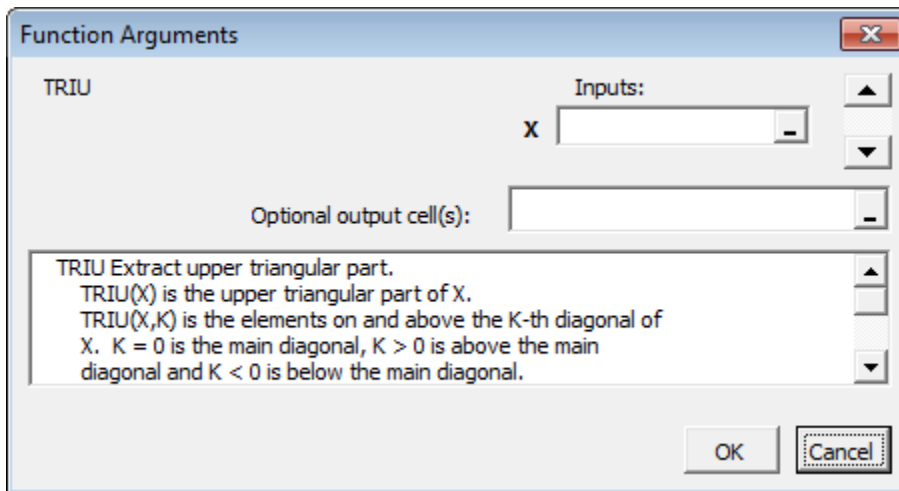 Function Arguments
TRIU
Inputs:
X
Optional output cell(s):
TRIU Extract upper triangular part.
TRIU(X) is the upper triangular part of X.
TRIU(X,K) is the elements on and above the K-th diagonal of
X.  K = 0 is the main diagonal, K > 0 is above the main
diagonal and K < 0 is below the main diagonal.
OK
Cancel